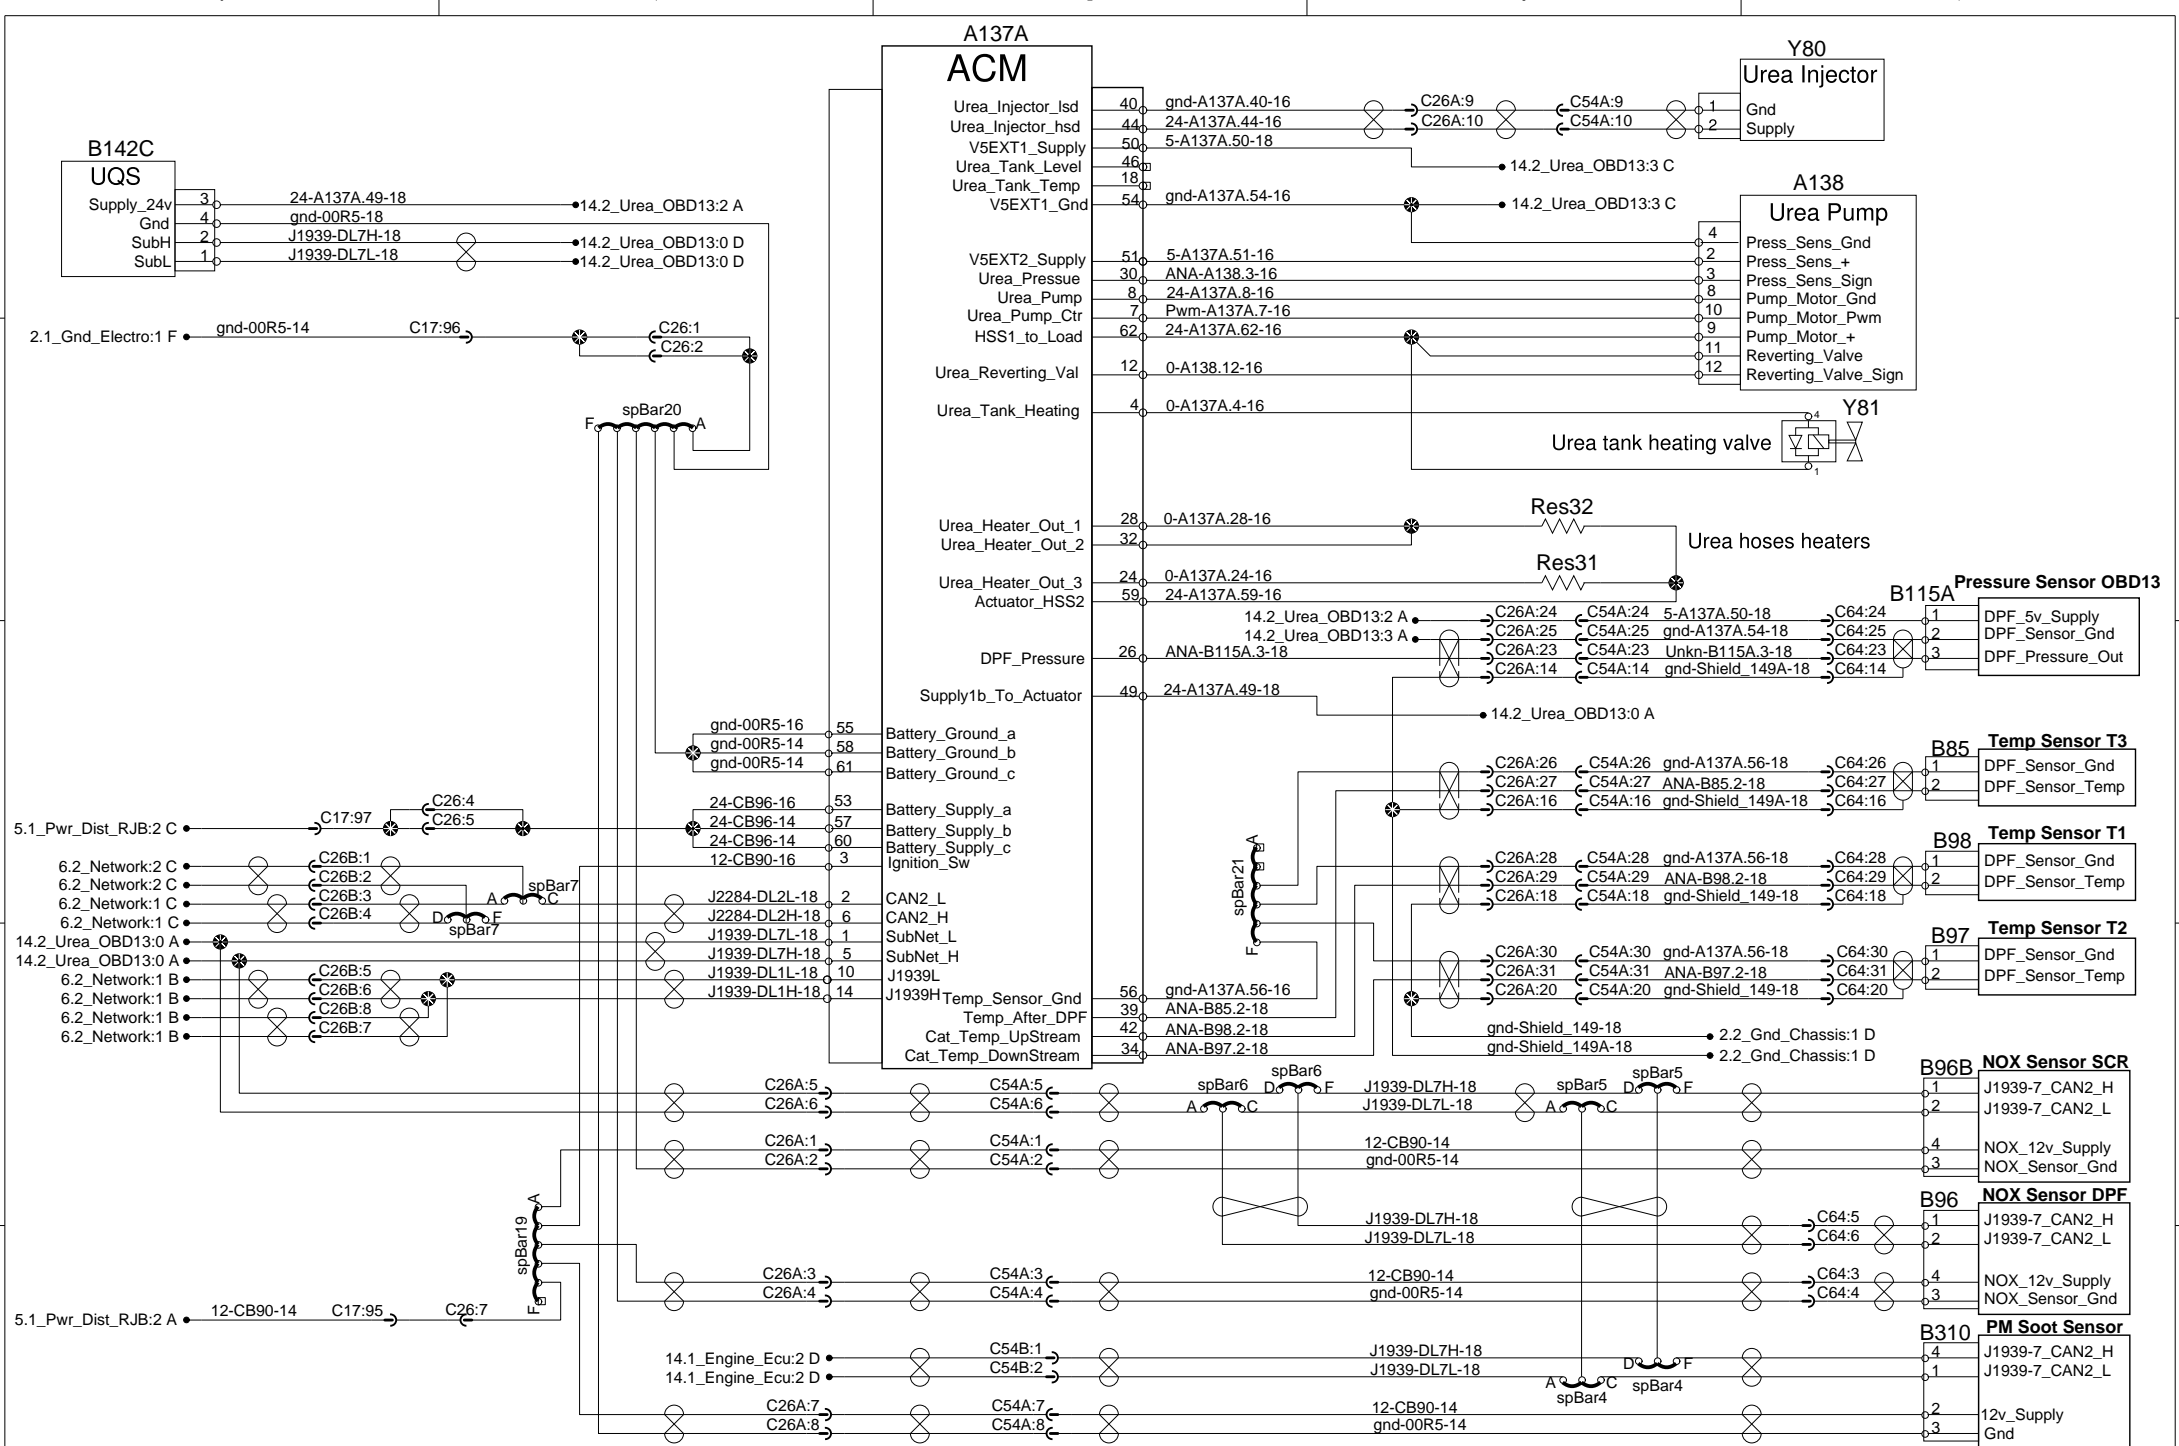 A137A
ACM
Urea_Injector_lsd 40 gnd-A137A.40-16 C26A:9 C54A:9
Urea_Injector_hsd 44 24-A137A.44-16 C26A:10 C54A:10
V5EXT1_Supply 50 5-A137A.50-18
14.2_Urea_OBD13:3 C
Urea_Tank_Level 46
Urea_Tank_Temp 18
V5EXT1_Gnd 54 gnd-A137A.54-16 14.2_Urea_OBD13:3 C
V5EXT2_Supply 51 5-A137A.51-16
Urea_Pressue 30 ANA-A138.3-16
Urea_Pump 8 24-A137A.8-16
Urea_Pump_Ctr 7 Pwm-A137A.7-16
HSS1_to_Load 62 24-A137A.62-16
Urea_Reverting_Val 12 0-A138.12-16
Urea_Tank_Heating 4 0-A137A.4-16
Y80
Urea Injector
1 Gnd
2 Supply
A138
Urea Pump
4 Press_Sens_Gnd
2 Press_Sens_+
3 Press_Sens_Sign
8 Pump_Motor_Gnd
10 Pump_Motor_Pwm
9 Pump_Motor_+
11 Reverting_Valve
12 Reverting_Valve_Sign
Y81
4
Urea tank heating valve
1
B142C
UQS
Supply_24v 3 24-A137A.49-18 14.2_Urea_OBD13:2 A
Gnd 4 gnd-00R5-18
SubH 2 J1939-DL7H-18 14.2_Urea_OBD13:0 D
SubL 1 J1939-DL7L-18 14.2_Urea_OBD13:0 D
2.1_Gnd_Electro:1 F gnd-00R5-14 C17:96 C26:1
C26:2
spBar20
F A
Urea_Heater_Out_1 28 0-A137A.28-16 Res32
Urea_Heater_Out_2 32
Urea hoses heaters
Res31
Urea_Heater_Out_3 24 0-A137A.24-16
Actuator_HSS2 59 24-A137A.59-16
Pressure Sensor OBD13
B115A
14.2_Urea_OBD13:2 A C26A:24 C54A:24 5-A137A.50-18 C64:24 1 DPF_5v_Supply
14.2_Urea_OBD13:3 A C26A:25 C54A:25 gnd-A137A.54-18 C64:25 2 DPF_Sensor_Gnd
DPF_Pressure 26 ANA-B115A.3-18 C26A:23 C54A:23 Unkn-B115A.3-18 C64:23 3 DPF_Pressure_Out
C26A:14 C54A:14 gnd-Shield_149A-18 C64:14
Supply1b_To_Actuator 49 24-A137A.49-18
14.2_Urea_OBD13:0 A
gnd-00R5-16 55 Battery_Ground_a
gnd-00R5-14 58 Battery_Ground_b
gnd-00R5-14 61 Battery_Ground_c
Temp Sensor T3
B85
C26A:26 C54A:26 gnd-A137A.56-18 C64:26 1 DPF_Sensor_Gnd
C26A:27 C54A:27 ANA-B85.2-18 C64:27 2 DPF_Sensor_Temp
C26A:16 C54A:16 gnd-Shield_149A-18 C64:16
C26:4 24-CB96-16 53 Battery_Supply_a
5.1_Pwr_Dist_RJB:2 C C17:97 C26:5 24-CB96-14 57 Battery_Supply_b
24-CB96-14 60 Battery_Supply_c
12-CB90-16 3 Ignition_Sw
6.2_Network:2 C C26B:1
6.2_Network:2 C C26B:2
A spBar7 C
6.2_Network:1 C C26B:3 J2284-DL2L-18 2 CAN2_L
6.2_Network:1 C C26B:4 D F J2284-DL2H-18 6 CAN2_H
spBar7
14.2_Urea_OBD13:0 A J1939-DL7L-18 1 SubNet_L
14.2_Urea_OBD13:0 A J1939-DL7H-18 5 SubNet_H
6.2_Network:1 B C26B:5 J1939-DL1L-18 10 J1939L
6.2_Network:1 B C26B:6 J1939-DL1H-18 14 J1939H
6.2_Network:1 B C26B:8
6.2_Network:1 B C26B:7
A
spBar21
F
Temp Sensor T1
B98
C26A:28 C54A:28 gnd-A137A.56-18 C64:28 1 DPF_Sensor_Gnd
C26A:29 C54A:29 ANA-B98.2-18 C64:29 2 DPF_Sensor_Temp
C26A:18 C54A:18 gnd-Shield_149-18 C64:18
Temp Sensor T2
B97
C26A:30 C54A:30 gnd-A137A.56-18 C64:30 1 DPF_Sensor_Gnd
C26A:31 C54A:31 ANA-B97.2-18 C64:31 2 DPF_Sensor_Temp
C26A:20 C54A:20 gnd-Shield_149-18 C64:20
Temp_Sensor_Gnd 56 gnd-A137A.56-16
Temp_After_DPF 39 ANA-B85.2-18
Cat_Temp_UpStream 42 ANA-B98.2-18
Cat_Temp_DownStream 34 ANA-B97.2-18
gnd-Shield_149-18 2.2_Gnd_Chassis:1 D
gnd-Shield_149A-18 2.2_Gnd_Chassis:1 D
NOX Sensor SCR
B96B
spBar6 spBar6 spBar5 spBar5
C26A:5 C54A:5 D F J1939-DL7H-18 D F 1 J1939-7_CAN2_H
C26A:6 C54A:6 A C J1939-DL7L-18 A C 2 J1939-7_CAN2_L
C26A:1 C54A:1 12-CB90-14 4 NOX_12v_Supply
C26A:2 C54A:2 gnd-00R5-14 3 NOX_Sensor_Gnd
A
spBar19
F
NOX Sensor DPF
B96
J1939-DL7H-18 C64:5 1 J1939-7_CAN2_H
J1939-DL7L-18 C64:6 2 J1939-7_CAN2_L
C26A:3 C54A:3 12-CB90-14 C64:3 4 NOX_12v_Supply
C26A:4 C54A:4 gnd-00R5-14 C64:4 3 NOX_Sensor_Gnd
5.1_Pwr_Dist_RJB:2 A 12-CB90-14 C17:95 C26:7
PM Soot Sensor
B310
14.1_Engine_Ecu:2 D C54B:1 J1939-DL7H-18 D F 4 J1939-7_CAN2_H
14.1_Engine_Ecu:2 D C54B:2 J1939-DL7L-18 A C 1 J1939-7_CAN2_L
spBar4 spBar4
C26A:7 C54A:7 12-CB90-14 2 12v_Supply
C26A:8 C54A:8 gnd-00R5-14 3 Gnd